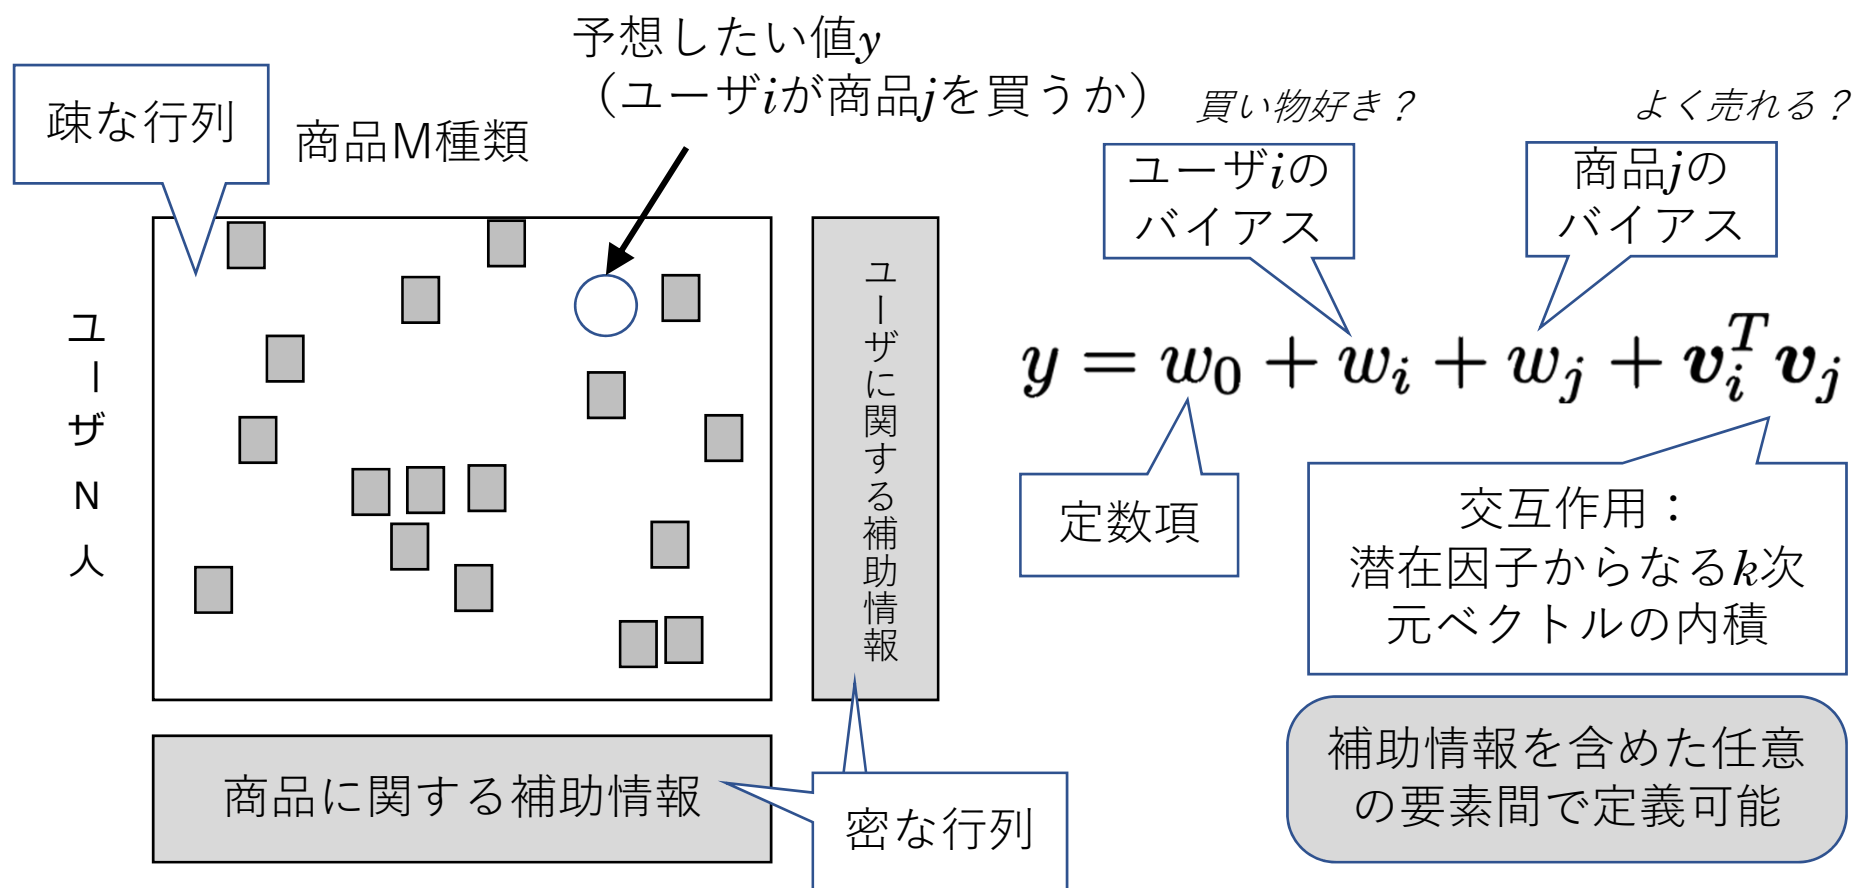 予想したい値y
（ユーザiが商品jを買うか）
疎な行列
商品M種類
ユーザN人
ユーザに関する補助情報
商品に関する補助情報
密な行列
買い物好き？
よく売れる？
ユーザiの
バイアス
商品jの
バイアス
y = w_0 + w_i + w_j + v_i^T v_j
定数項
交互作用：
潜在因子からなるk次
元ベクトルの内積
補助情報を含めた任意
の要素間で定義可能